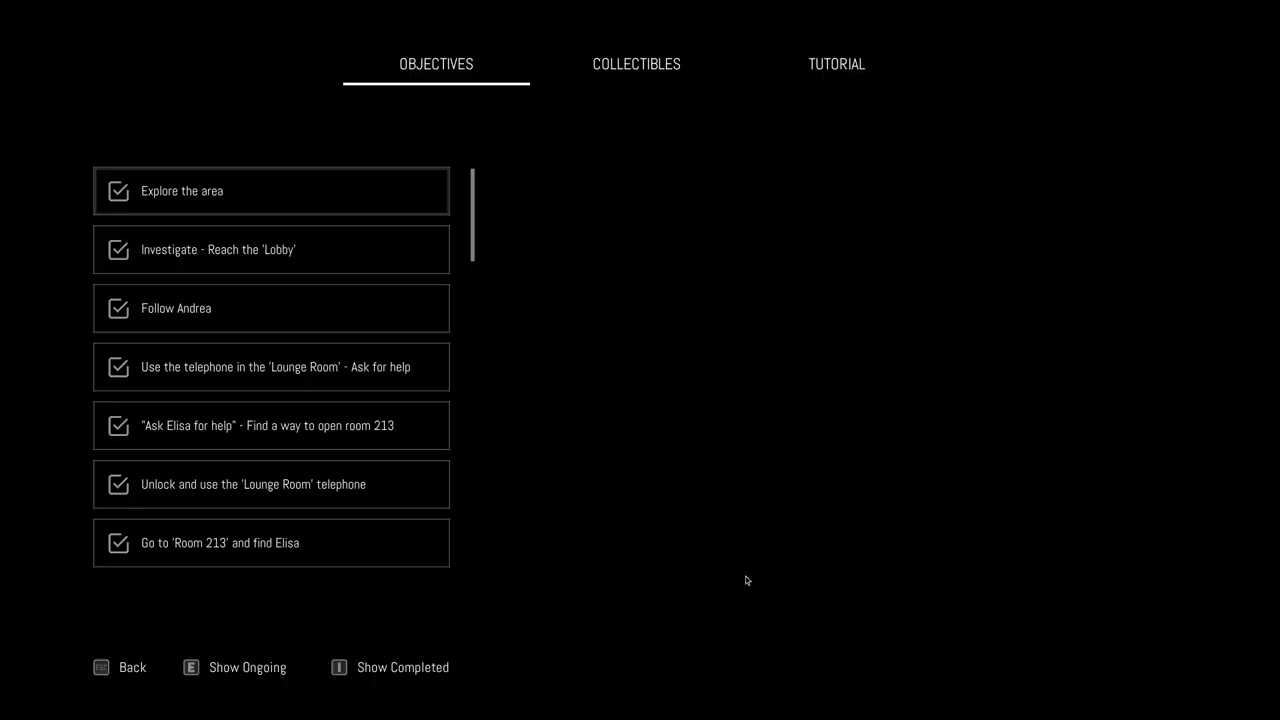 OBJECTIVES COLLECTIBLES TUTORIAL
Explore the area
Investigate - Reach the 'Lobby'
Follow Andrea
Use the telephone in the 'Lounge Room' - Ask for help
"Ask Elisa for help" - Find a way to open room 213
Unlock and use the 'Lounge Room' telephone
Go to 'Room 213' and find Elisa
ESC Back E Show Ongoing I Show Completed